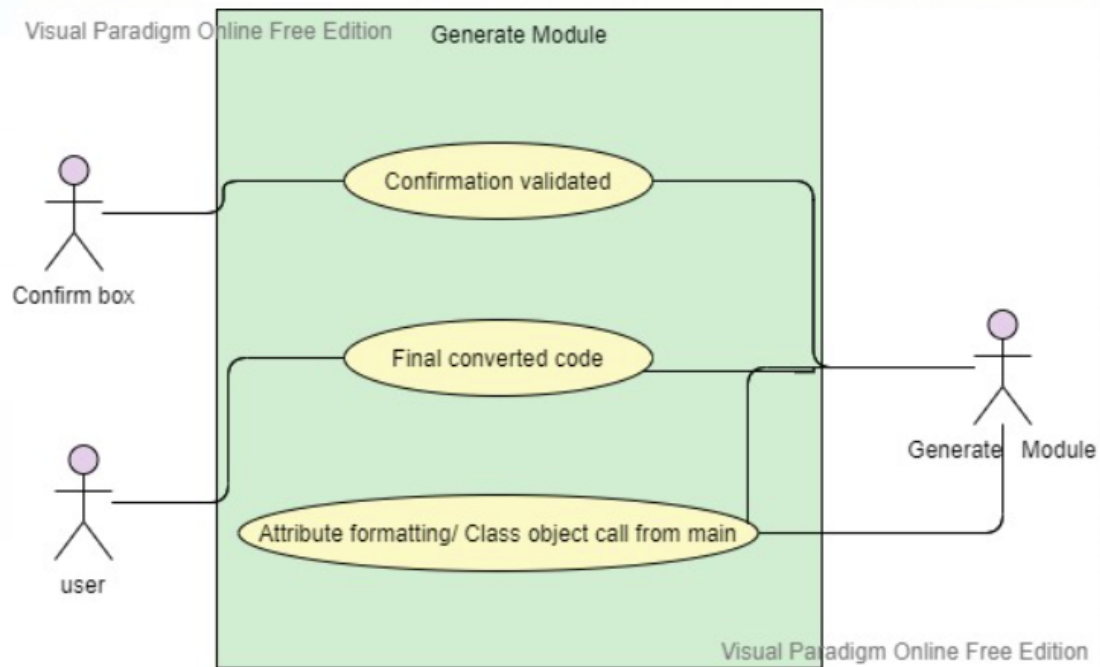 Visual Paradigm Online Free Edition
Generate Module
Confirmation validated
Confirm box
Final converted code
Generate Module
Attribute formatting/ Class object call from main
user
Visual Paradigm Online Free Edition